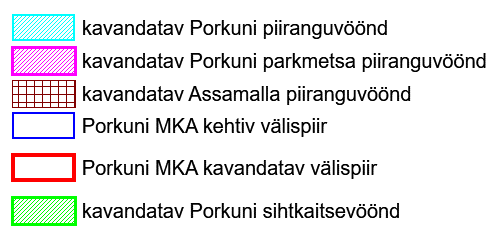 kavandatav Porkuni piiranguvöönd
kavandatav Porkuni parkmetsa piiranguvöönd
kavandatav Assamalla piiranguvöönd
Porkuni MKA kehtiv välispiir
Porkuni MKA kavandatav välispiir
kavandatav Porkuni sihtkaitsevöönd